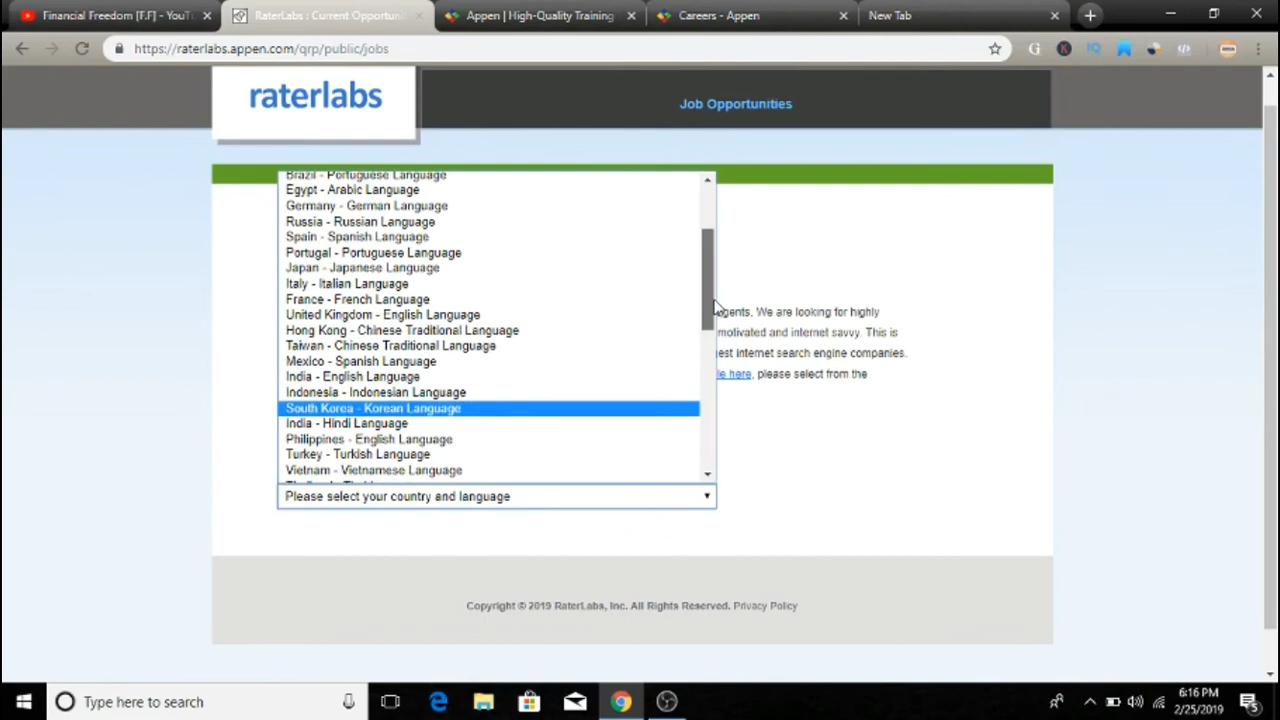 Financial Freedom [F.F] - YouT
RaterLabs : Current Opportuni
Appen | High-Quality Training
Careers - Appen
New Tab
https://raterlabs.appen.com/qrp/public/jobs
raterlabs
Job Opportunities
Brazil - Portuguese Language
Egypt - Arabic Language
Germany - German Language
Russia - Russian Language
Spain - Spanish Language
Portugal - Portuguese Language
Japan - Japanese Language
Italy - Italian Language
France - French Language
United Kingdom - English Language
Hong Kong - Chinese Traditional Language
Taiwan - Chinese Traditional Language
Mexico - Spanish Language
India - English Language
Indonesia - Indonesian Language
South Korea - Korean Language
India - Hindi Language
Philippines - English Language
Turkey - Turkish Language
Vietnam - Vietnamese Language
gents. We are looking for highly
motivated and internet savvy. This is
est internet search engine companies.
le here, please select from the
Please select your country and language
Copyright © 2019 RaterLabs, Inc. All Rights Reserved. Privacy Policy
Type here to search
6:16 PM
2/25/2019